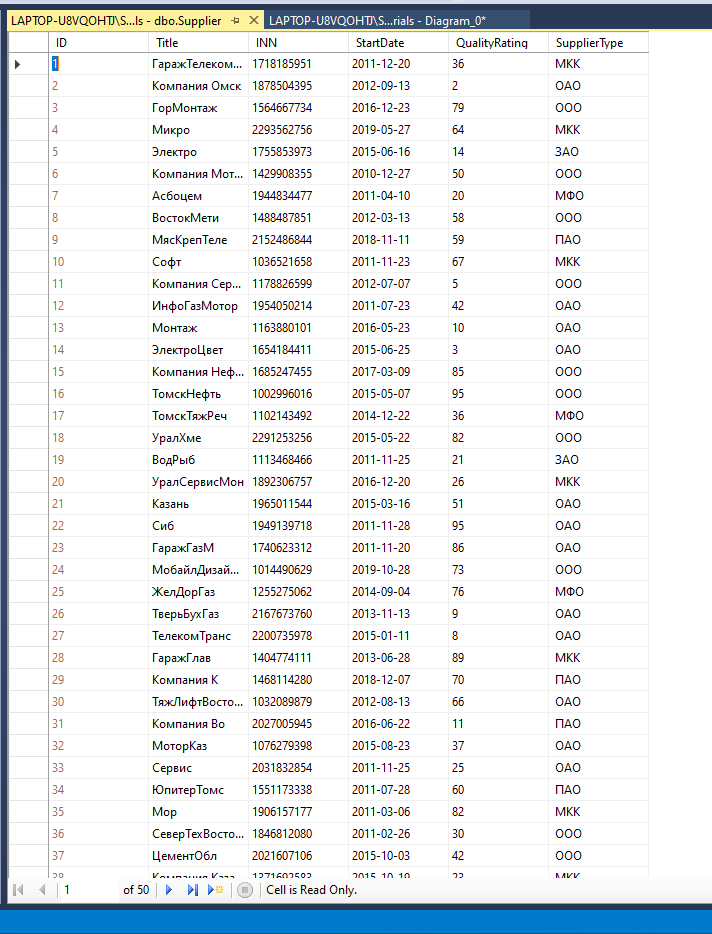 LAPTOP-U8VQOHTJ\S...ls - dbo.Supplier LAPTOP-U8VQOHTJ\S...rials - Diagram_0*
ID Title INN StartDate QualityRating SupplierType
1 ГаражТелеком... 1718185951 2011-12-20 36 МКК
2 Компания Омск 1878504395 2012-09-13 2 ОАО
3 ГорМонтаж 1564667734 2016-12-23 79 ООО
4 Микро 2293562756 2019-05-27 64 МКК
5 Электро 1755853973 2015-06-16 14 ЗАО
6 Компания Мот... 1429908355 2010-12-27 50 ООО
7 Асбоцем 1944834477 2011-04-10 20 МФО
8 ВостокМети 1488487851 2012-03-13 58 ООО
9 МясКрепТеле 2152486844 2018-11-11 59 ПАО
10 Софт 1036521658 2011-11-23 67 МКК
11 Компания Сер... 1178826599 2012-07-07 5 ООО
12 ИнфоГазМотор 1954050214 2011-07-23 42 ОАО
13 Монтаж 1163880101 2016-05-23 10 ОАО
14 ЭлектроЦвет 1654184411 2015-06-25 3 ОАО
15 Компания Неф... 1685247455 2017-03-09 85 ООО
16 ТомскНефть 1002996016 2015-05-07 95 ООО
17 ТомскТяжРеч 1102143492 2014-12-22 36 МФО
18 УралХме 2291253256 2015-05-22 82 ООО
19 ВодРыб 1113468466 2011-11-25 21 ЗАО
20 УралСервисМон 1892306757 2016-12-20 26 МКК
21 Казань 1965011544 2015-03-16 51 ОАО
22 Сиб 1949139718 2011-11-28 95 ОАО
23 ГаражГазМ 1740623312 2011-11-20 86 ОАО
24 МобайлДизай... 1014490629 2019-10-28 73 ООО
25 ЖелДорГаз 1255275062 2014-09-04 76 МФО
26 ТверьБухГаз 2167673760 2013-11-13 9 ОАО
27 ТелекомТранс 2200735978 2015-01-11 8 ОАО
28 ГаражГлав 1404774111 2013-06-28 89 МКК
29 Компания К 1468114280 2018-12-07 70 ПАО
30 ТяжЛифтВосто... 1032089879 2012-08-13 66 ОАО
31 Компания Во 2027005945 2016-06-22 11 ПАО
32 МоторКаз 1076279398 2015-08-23 37 ОАО
33 Сервис 2031832854 2011-11-25 25 ОАО
34 ЮпитерТомс 1551173338 2011-07-28 60 ПАО
35 Мор 1906157177 2011-03-06 82 МКК
36 СеверТехВосто... 1846812080 2011-02-26 30 ООО
37 ЦементОбл 2021607106 2015-10-03 42 ООО
38 Компания Каза... 1371692583 2015-10-19 23 МКК
1 of 50 Cell is Read Only.